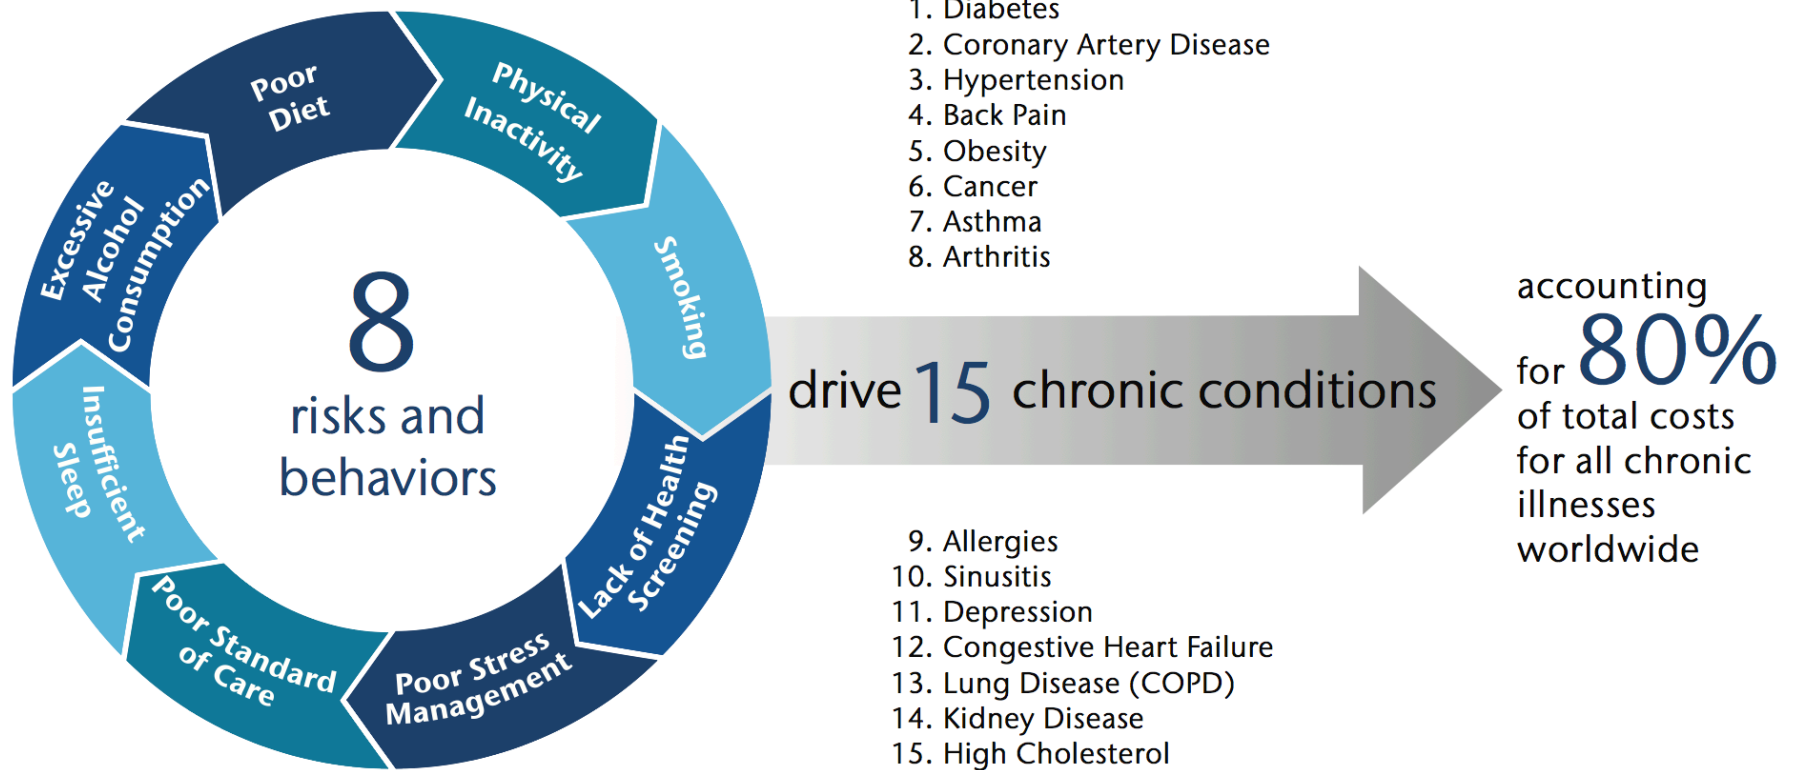 Poor
Diet
Physical
Inactivity
Smoking
Lack of Health
Screening
Poor Stress
Management
Poor Standard
of Care
Insufficient
Sleep
Excessive
Alcohol
Consumption
8
risks and
behaviors
1. Diabetes
2. Coronary Artery Disease
3. Hypertension
4. Back Pain
5. Obesity
6. Cancer
7. Asthma
8. Arthritis
drive 15 chronic conditions
9. Allergies
10. Sinusitis
11. Depression
12. Congestive Heart Failure
13. Lung Disease (COPD)
14. Kidney Disease
15. High Cholesterol
accounting
for 80%
of total costs
for all chronic
illnesses
worldwide